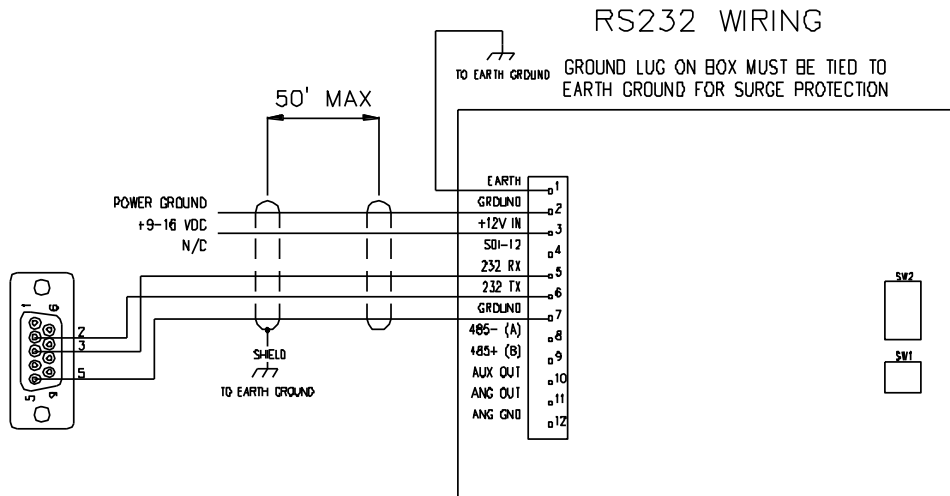 RS232 WIRING
TO EARTH GROUND
GROUND LUG ON BOX MUST BE TIED TO
EARTH GROUND FOR SURGE PROTECTION
50' MAX
EARTH
1
POWER GROUND
GROUND
2
+9-16 VDC
+12V IN
3
N/C
SDI-12
4
232 RX
5
232 TX
6
GROUND
7
485- (A)
8
485+ (B)
9
AUX OUT
10
ANG OUT
11
ANG GND
12
SW2
SW1
1
6
2
3
5
5
9
SHIELD
TO EARTH GROUND